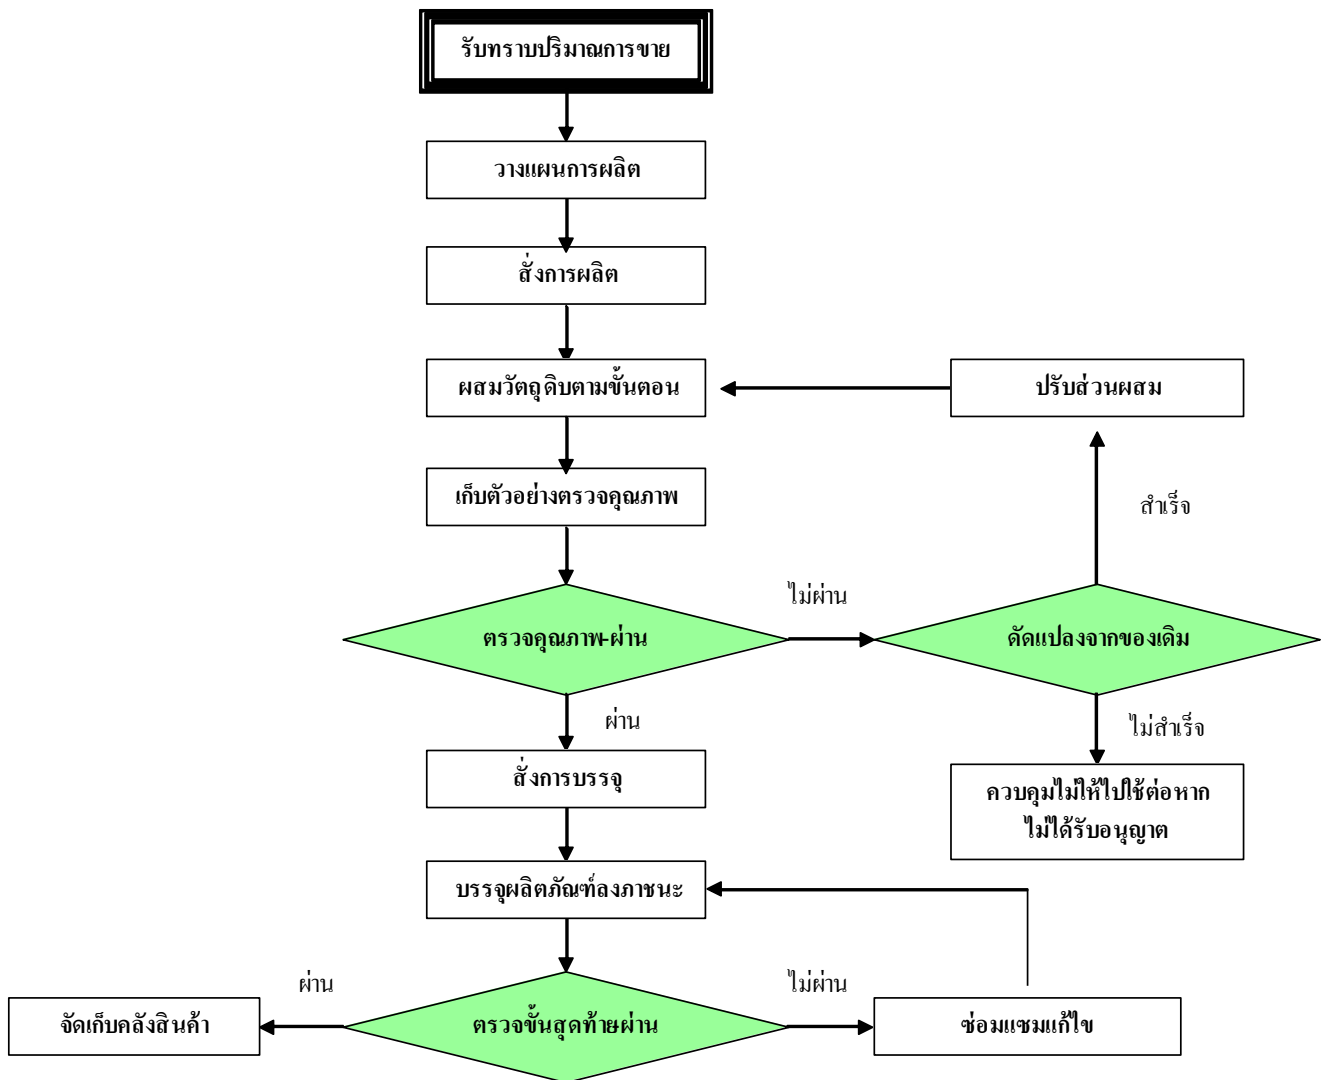 รับทราบปริมาณการขาย
วางแผนการผลิต
สั่งการผลิต
ผสมวัตถุดิบตามขั้นตอน
ปรับส่วนผสม
เก็บตัวอย่างตรวจคุณภาพ
สำเร็จ
ไม่ผ่าน
ตรวจคุณภาพ-ผ่าน
ดัดแปลงจากของเดิม
ผ่าน
ไม่สำเร็จ
สั่งการบรรจุ
ควบคุมไม่ให้ไปใช้ต่อหาก
ไม่ได้รับอนุญาต
บรรจุผลิตภัณฑ์ลงภาชนะ
ผ่าน
ไม่ผ่าน
จัดเก็บคลังสินค้า
ตรวจขั้นสุดท้ายผ่าน
ซ่อมแซมแก้ไข